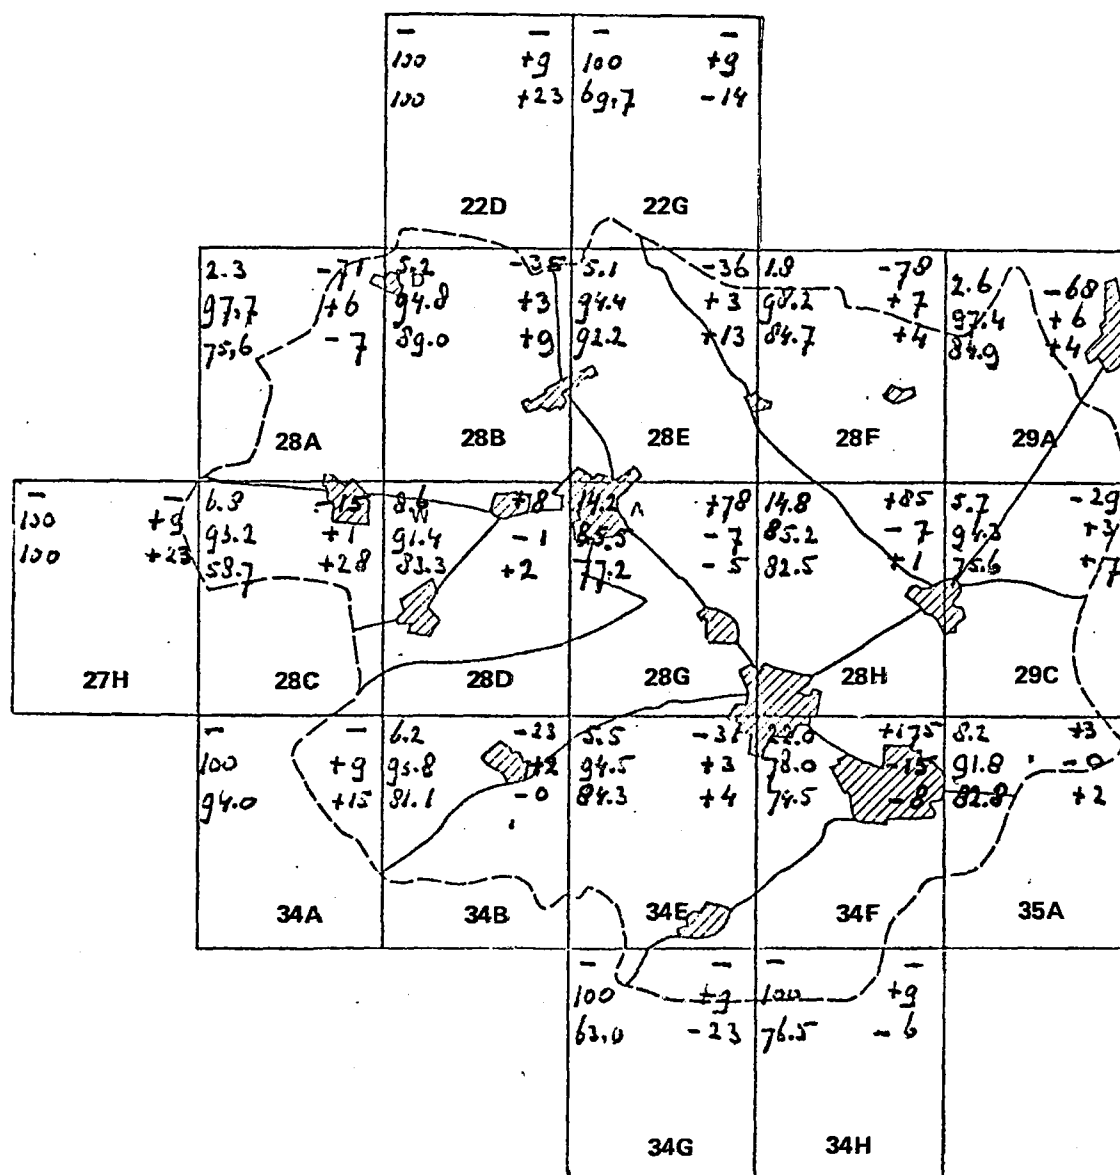 – – – –
100 +9 100 +9
100 +23 69,7 -14
22D 22G
2.3 -71 5.2 -35 5.1 -36 1.8 -78 2.6 -68
D
97,7 +6 94.8 +3 94.4 +3 98.2 +7 97.4 +6
75,6 -7 89.0 +9 92.2 +13 84.7 +4 84.9 +4
28A 28B 28E 28F 29A
– – 6.3 -15 8.6 +8 14.2 +78 14.8 +85 5.7 -29
W A
100 +9 93.2 +1 91.4 -1 85.5 -7 85.2 -7 94.3 +3
100 +23 58.7 +28 83.3 +2 77.2 -5 82.5 +1 75.6 +7
27H 28C 28D 28G 28H 29C
– – 6.2 -23 5.5 -31 22.0 +175 8.2 +3
100 +9 93.8 +2 94.5 +3 78.0 -15 91.8 -0
94.0 +15 81.1 -0 84.3 +4 74.5 -8 82.8 +2
34A 34B 34E 34F 35A
– – – –
100 +9 100 +9
63,0 -23 76.5 -6
34G 34H